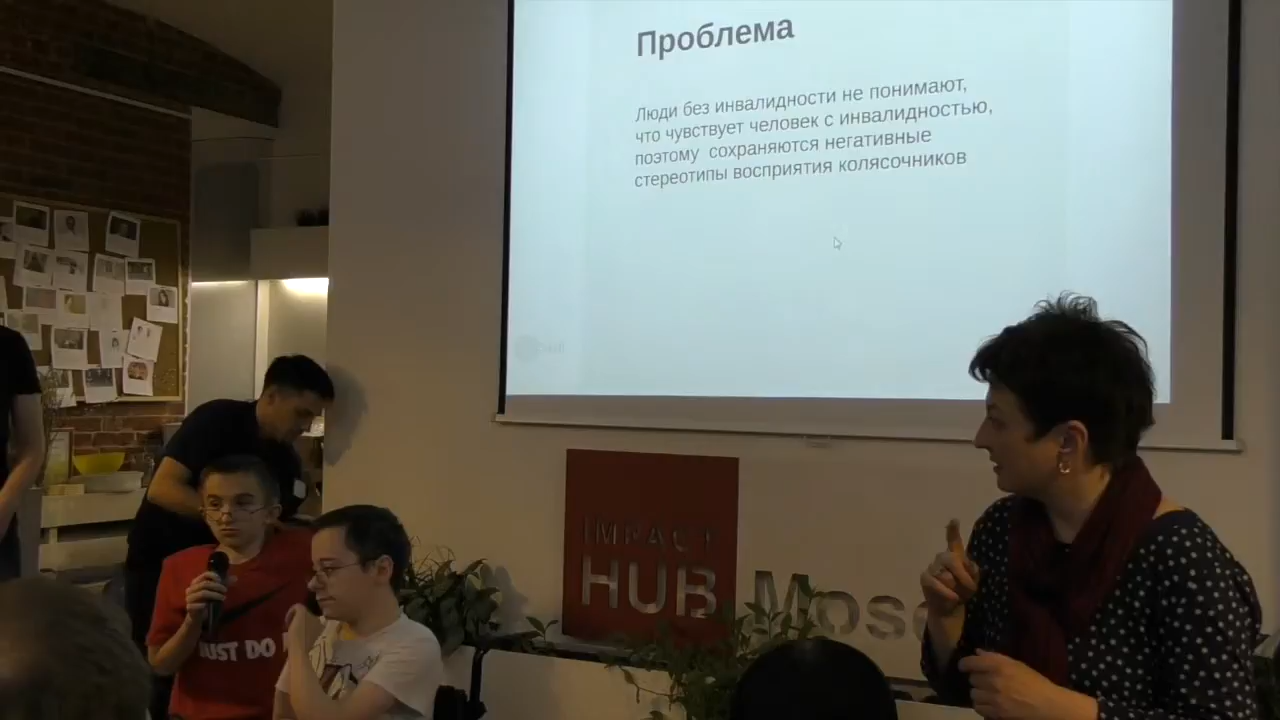 Проблема
Люди без инвалидности не понимают,
что чувствует человек с инвалидностью,
поэтому сохраняются негативные
стереотипы восприятия колясочников
IMPACT
HUB Mosc
JUST DO